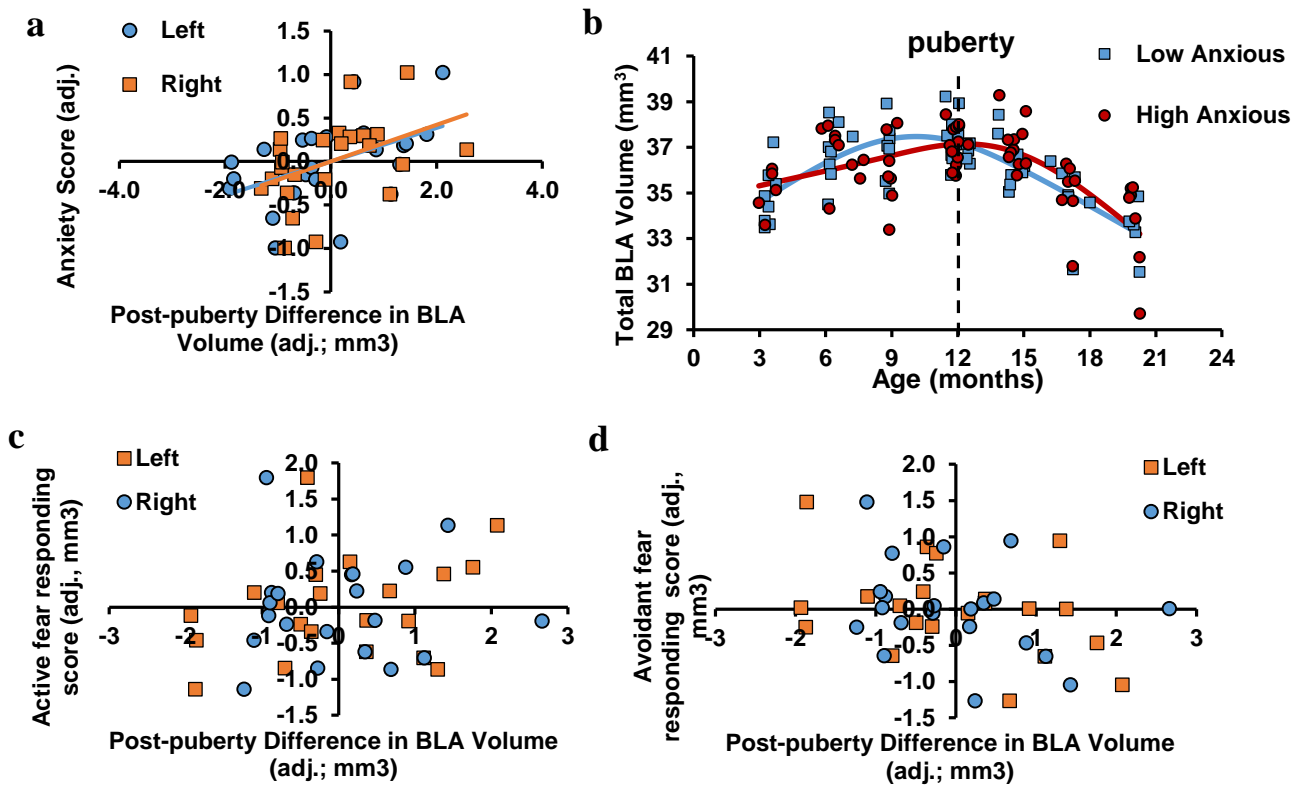 a
Left
Right
1.5
1.0
0.5
0.0
-0.5
-1.0
-1.5
-4.0 -2.0 0.0 2.0 4.0
Anxiety Score (adj.)
Post-puberty Difference in BLA
Volume (adj.; mm3)
b
puberty
Low Anxious
High Anxious
41
39
37
35
33
31
29
0 3 6 9 12 15 18 21 24
Total BLA Volume (mm³)
Age (months)
c
Left
Right
2.0
1.5
1.0
0.5
0.0
-0.5
-1.0
-1.5
-3 -2 -1 0 1 2 3
Active fear responding
score (adj., mm3)
Post-puberty Difference in BLA Volume
(adj.; mm3)
d
Left
Right
2.0
1.5
1.0
0.5
0.0
-0.5
-1.0
-1.5
-3 -2 -1 0 1 2 3
Avoidant fear
responding score (adj.,
mm3)
Post-puberty Difference in BLA Volume
(adj.; mm3)